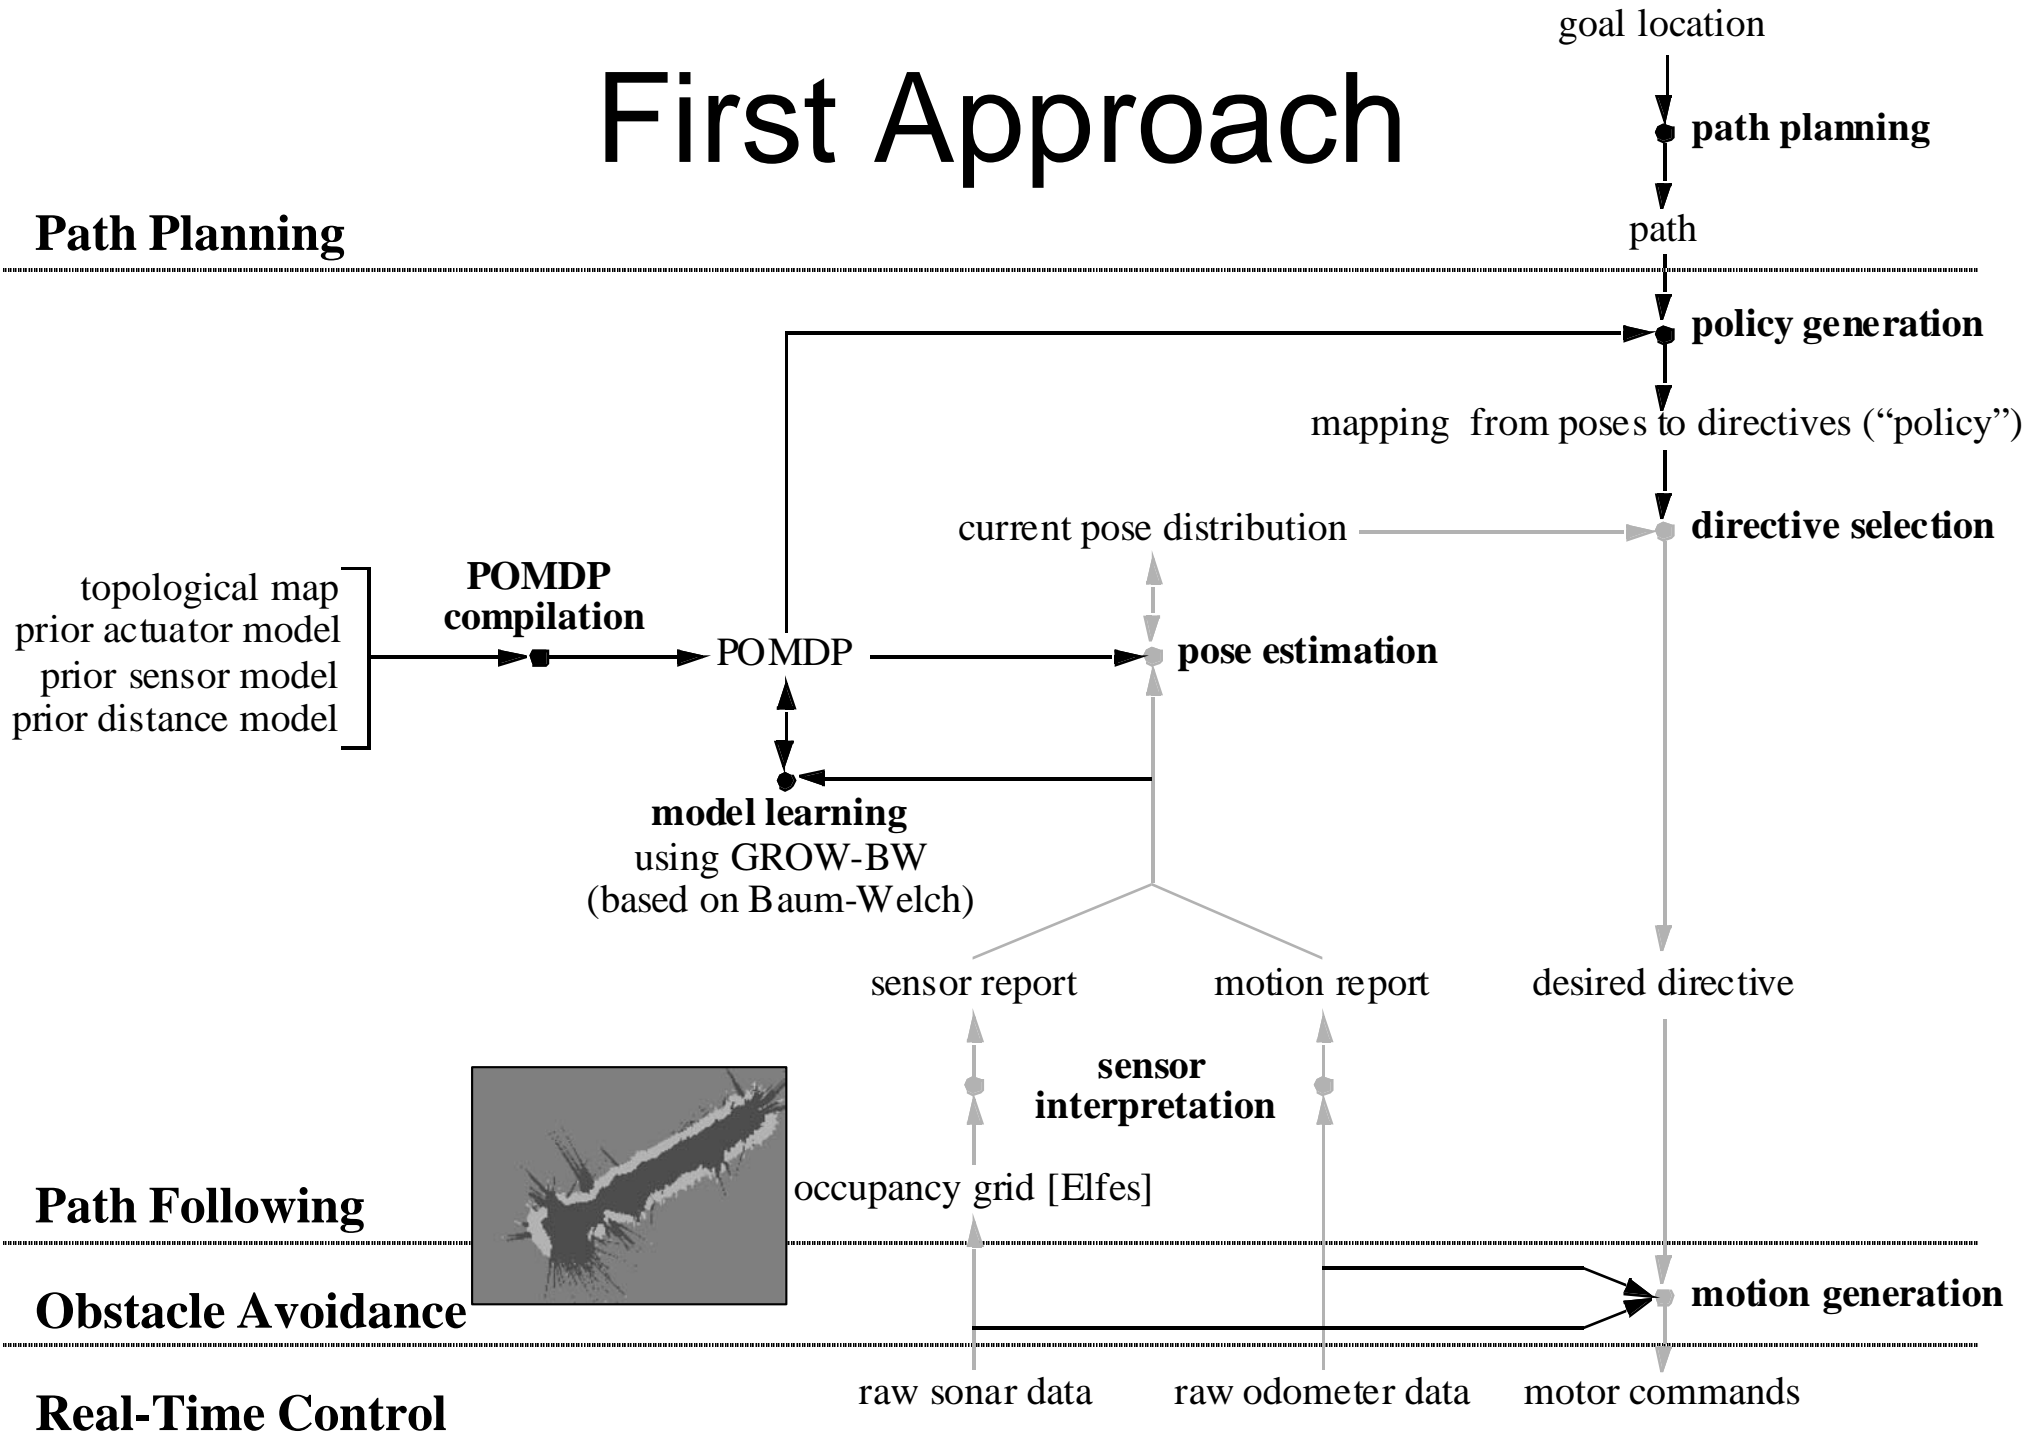 goal location
First Approach
path planning
Path Planning
path
policy generation
mapping from poses to directives (“policy”)
current pose distribution
directive selection
topological map
prior actuator model
prior sensor model
prior distance model
POMDP
compilation
POMDP
pose estimation
model learning
using GROW-BW
(based on Baum-Welch)
sensor report
motion report
desired directive
sensor
interpretation
occupancy grid [Elfes]
Path Following
Obstacle Avoidance
motion generation
raw sonar data
raw odometer data
motor commands
Real-Time Control